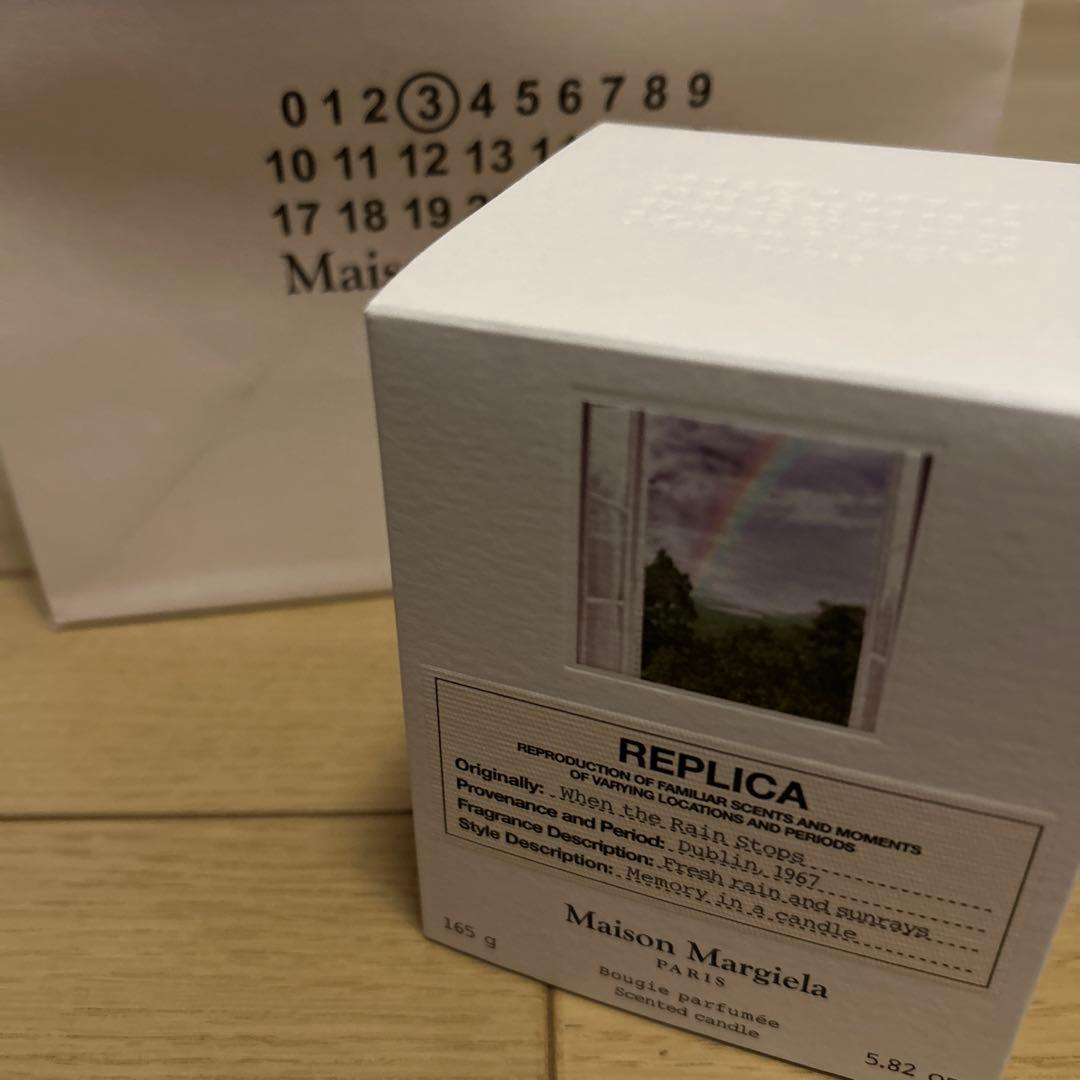 0 1 2 3 4 5 6 7 8 9
10 11 12 13
17 18 19
Mais
REPLICA
REPRODUCTION OF FAMILIAR SCENTS AND MOMENTS
OF VARYING LOCATIONS AND PERIODS
Originally: When the Rain Stops
Provenance and Period: Dublin, 1967
Fragrance Description: Fresh rain and sunrays
Style Description: Memory in a candle
Maison Margiela
PARIS
Bougie parfumée
Scented candle
165 g
5.82